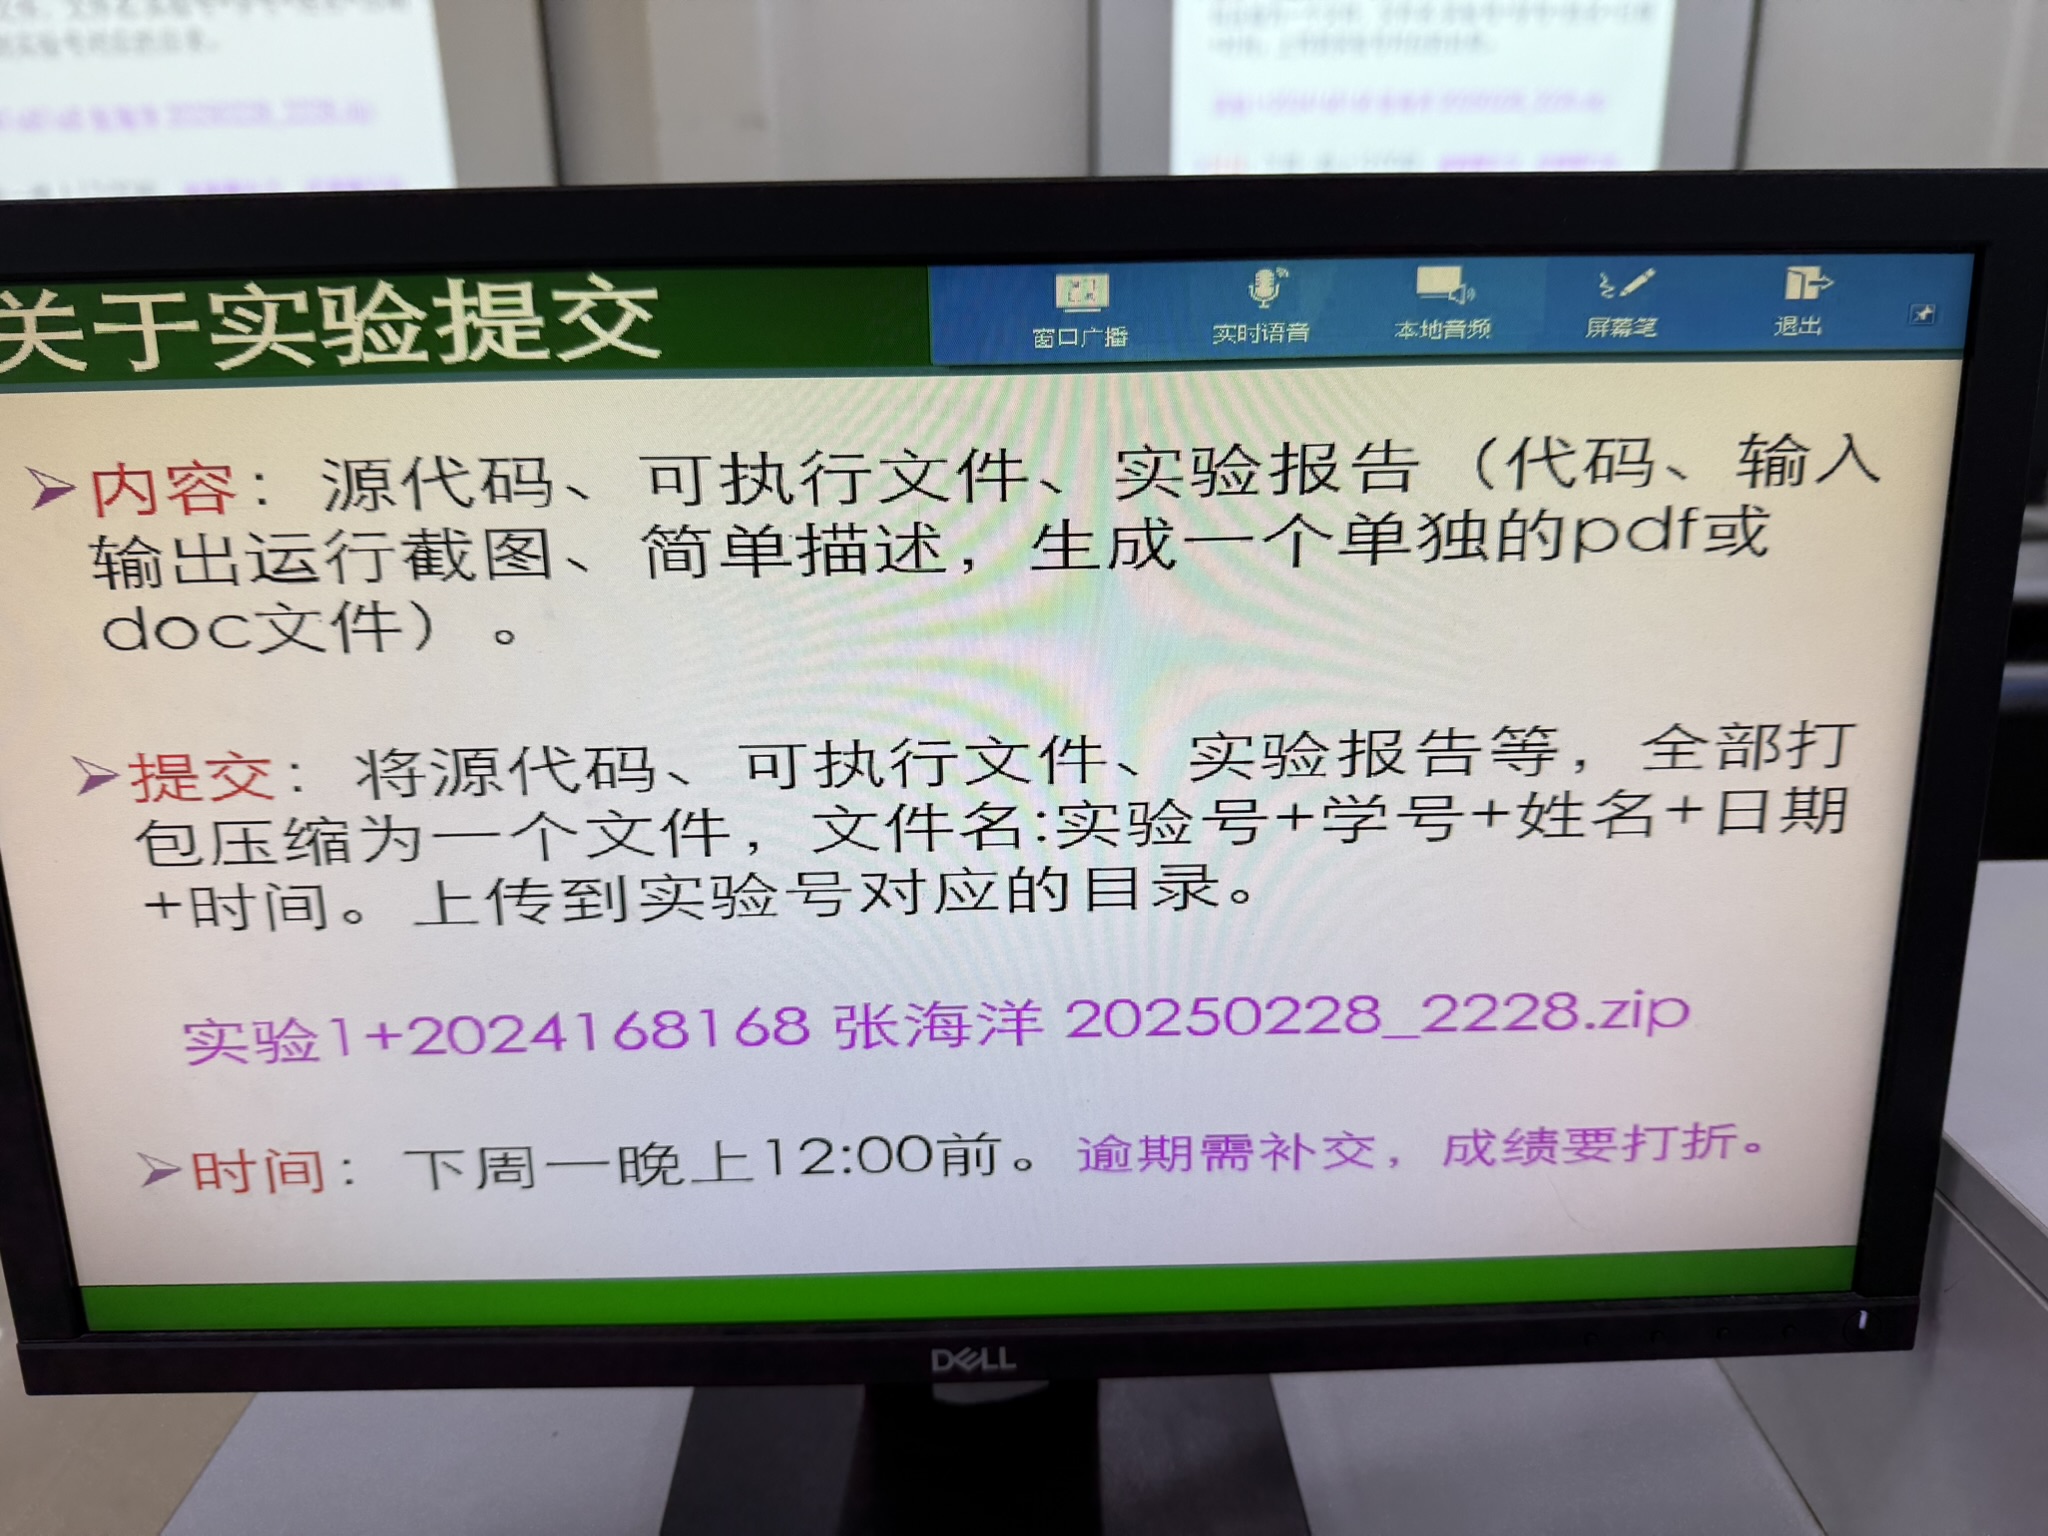 关于实验提交
窗口广播
实时语音
本地音频
屏幕笔
退出
内容：源代码、可执行文件、实验报告（代码、输入
输出运行截图、简单描述，生成一个单独的pdf或
doc文件）。
提交：将源代码、可执行文件、实验报告等，全部打
包压缩为一个文件，文件名:实验号+学号+姓名+日期
+时间。上传到实验号对应的目录。
实验1+2024168168 张海洋 20250228_2228.zip
时间：下周一晚上12:00前。逾期需补交，成绩要打折。
DELL